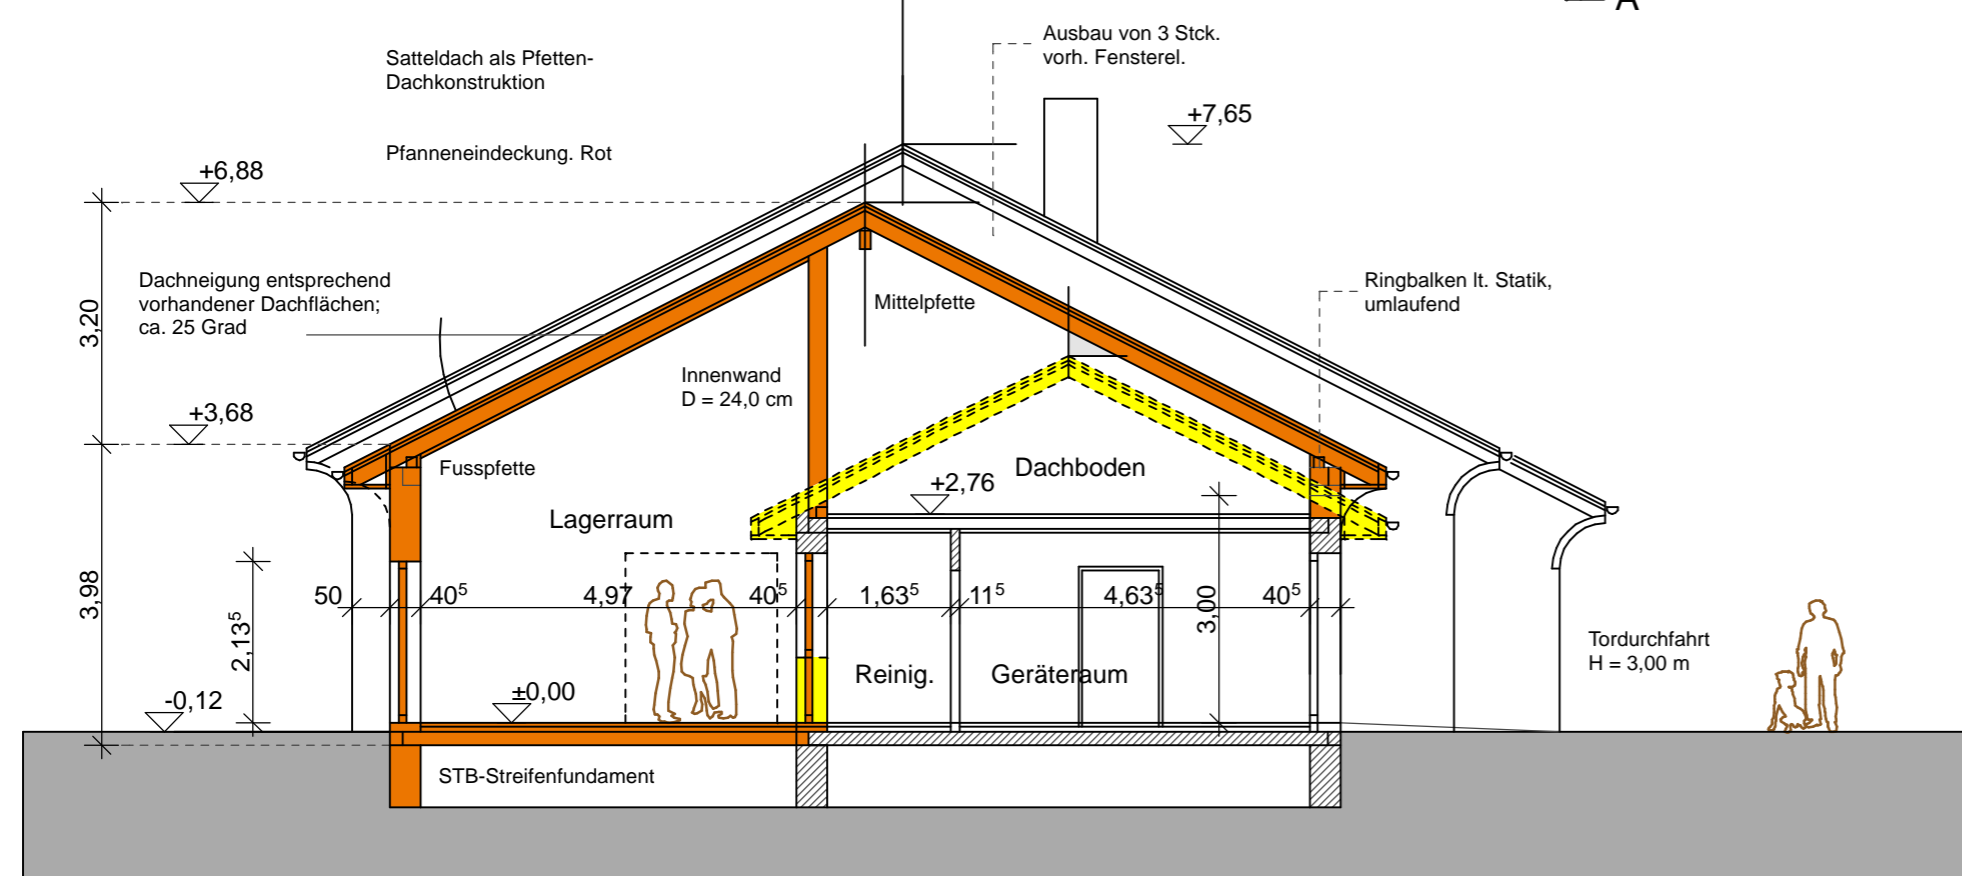 A
Ausbau von 3 Stck.
vorh. Fensterel.
Satteldach als Pfetten-
Dachkonstruktion
+7,65
Pfanneneindeckung. Rot
+6,88
Dachneigung entsprechend
vorhandener Dachflächen;
ca. 25 Grad
Ringbalken lt. Statik,
umlaufend
Mittelpfette
3,20
Innenwand
D = 24,0 cm
+3,68
Fusspfette
Dachboden
+2,76
Lagerraum
3,98
2,13⁵
50
40⁵
4,97
40⁵
1,63⁵
11⁵
4,63⁵
3,00
40⁵
Tordurchfahrt
H = 3,00 m
Reinig.
Geräteraum
-0,12
±0,00
STB-Streifenfundament